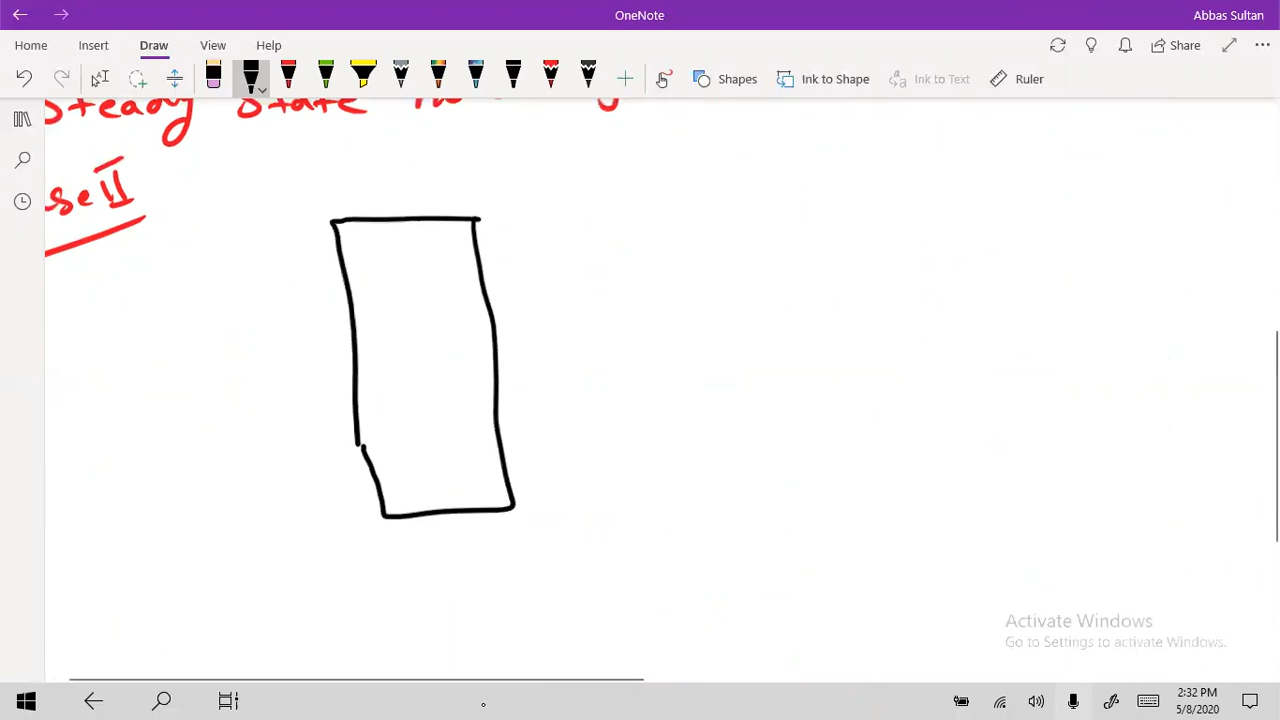 OneNote
Abbas Sultan
Home Insert Draw View Help
Share
Shapes
Ink to Shape
Ink to Text
Ruler
Steady State
se II
Activate Windows
Go to Settings to activate Windows.
2:32 PM
5/8/2020